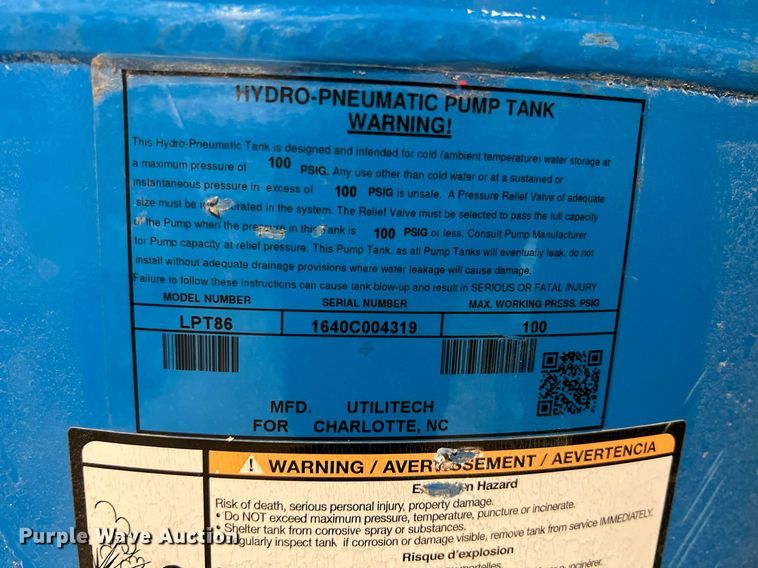 HYDRO-PNEUMATIC PUMP TANK
WARNING!
This Hydro-Pneumatic Tank is designed and intended for cold (ambient temperature) water storage at
a maximum pressure of 100 PSIG. Any use other than cold water or at a sustained or
instantaneous pressure in excess of 100 PSIG is unsafe. A Pressure Relief Valve of adequate
size must be in rated in the system. The Relief Valve must be selected to pass the full capacity
of the Pump when the pressure in this Tank is 100 PSIG or less. Consult Pump Manufacturer
for Pump capacity at relief pressure. This Pump Tank, as all Pump Tanks will eventually leak, do not
install without adequate drainage provisions where water leakage will cause damage.
Failure to follow these instructions can cause tank blow-up and result in SERIOUS OR FATAL INJURY
MODEL NUMBER SERIAL NUMBER MAX. WORKING PRESS. PSIG
LPT86 1640C004319 100
MFD. UTILITECH
FOR CHARLOTTE, NC
WARNING / AVERTISSEMENT / AEVERTENCIA
Hazard
Risk of death, serious personal injury, property damage.
• Do NOT exceed maximum pressure, temperature, puncture or incinerate.
• Shelter tank from corrosive spray or substances.
Regularly inspect tank if corrosion or damage visible, remove tank from service IMMEDIATELY.
Risque d'explosion
mortelles.
Purple Wave Auction